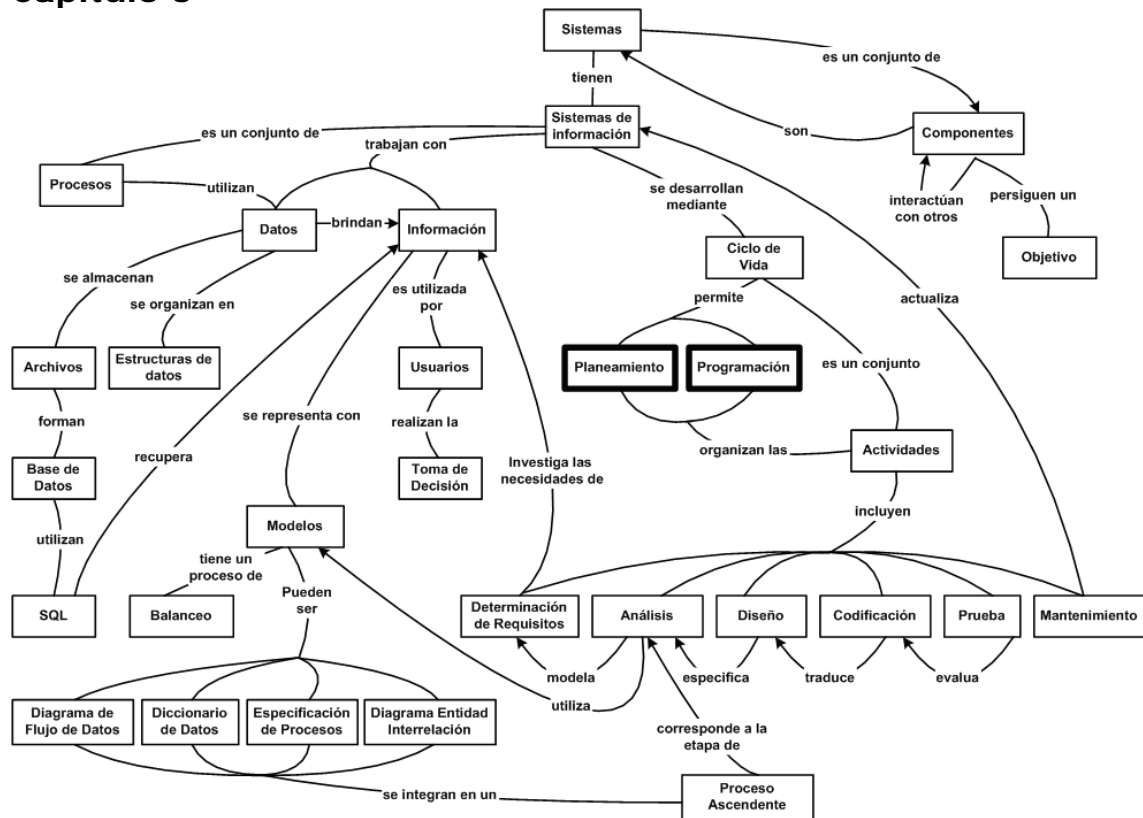 Sistemas
es un conjunto de
tienen
Sistemas de
información
es un conjunto de
trabajan con
son
Componentes
Procesos
utilizan
se desarrollan
mediante
interactúan
con otros
persiguen un
Datos
brindan
Información
Ciclo de
Vida
Objetivo
se almacenan
se organizan en
es utilizada
por
permite
actualiza
Archivos
Estructuras de
datos
Usuarios
Planeamiento
Programación
es un conjunto
forman
se representa con
realizan la
recupera
organizan las
Actividades
Base de
Datos
Toma de
Decisión
Investiga las
necesidades de
incluyen
Modelos
utilizan
tiene un
proceso de
Pueden
ser
SQL
Balanceo
Determinación
de Requisitos
Análisis
Diseño
Codificación
Prueba
Mantenimiento
modela
especifica
traduce
evalua
utiliza
Diagrama de
Flujo de Datos
Diccionario
de Datos
Especificación
de Procesos
Diagrama Entidad
Interrelación
corresponde a la
etapa de
se integran en un
Proceso
Ascendente